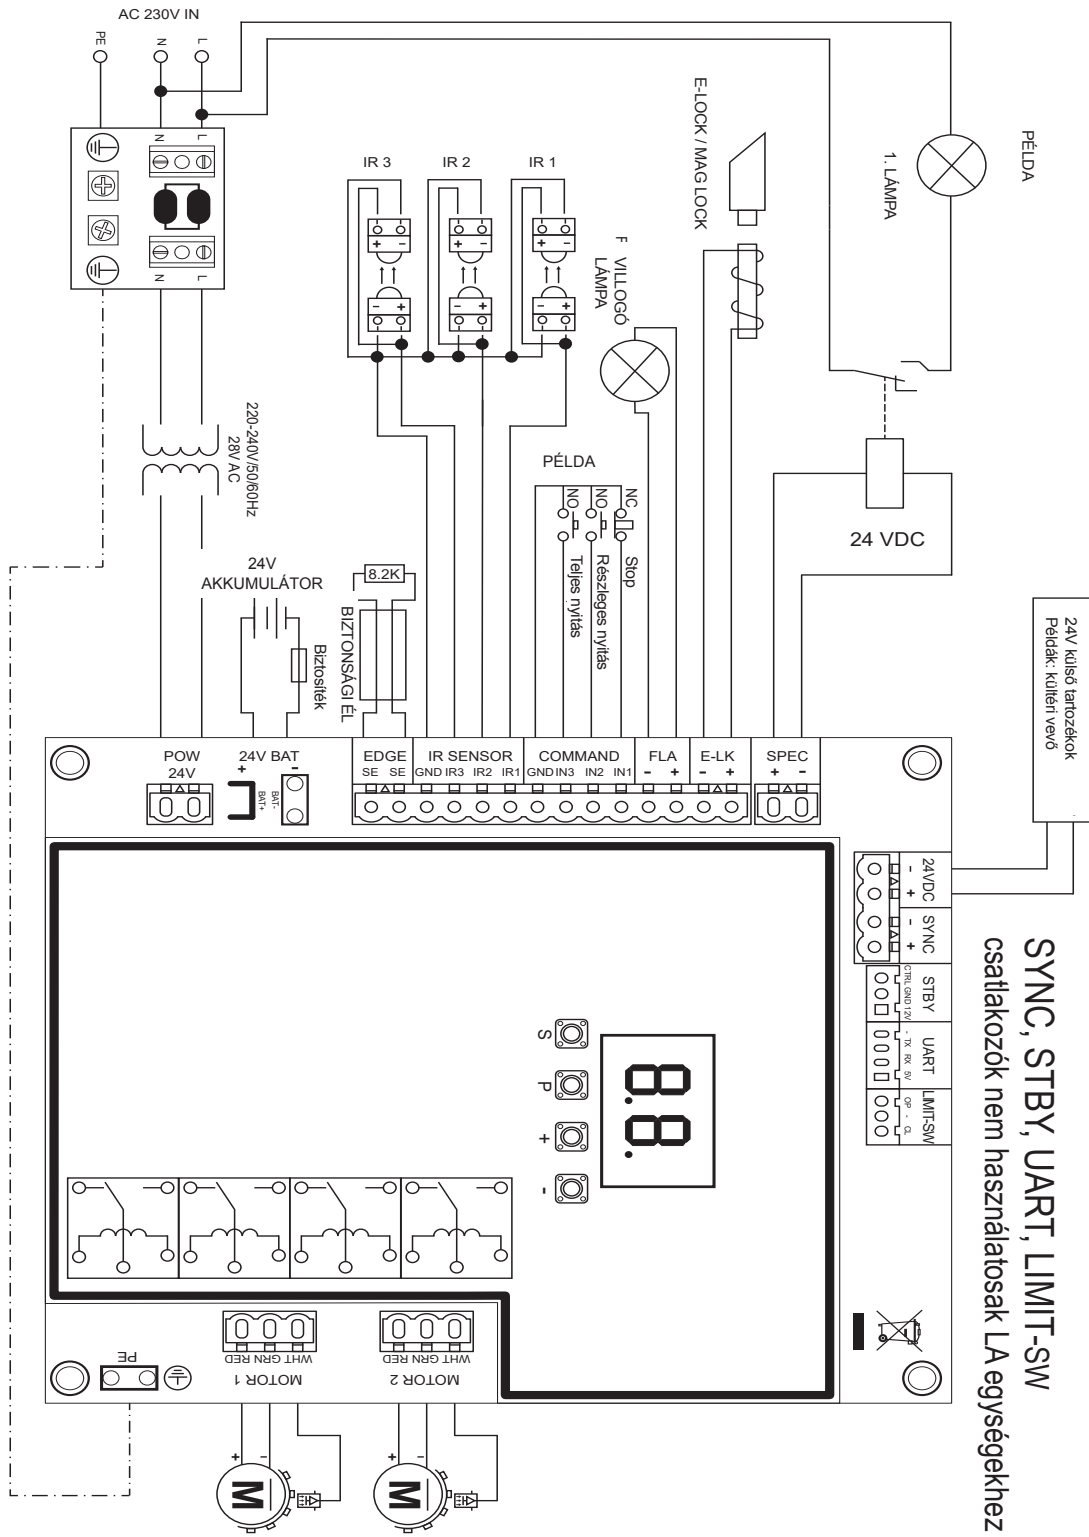 AC 230V IN
PE
N
L
N
L
N
L
IR 3
IR 2
IR 1
+ -
+ -
+ -
- +
- +
- +
E-LOCK / MAG LOCK
1. LÁMPA
PÉLDA
F VILLOGÓ
LÁMPA
220-240V/50/60Hz
28V AC
PÉLDA
NO
NO
NC
Teljes nyitás
Részleges nyitás
Stop
24 VDC
24V
AKKUMULÁTOR
Biztosíték
8.2K
BIZTONSÁGI ÉL
24V külső tartozékok
Példák: kültéri vevő
POW
24V
24V BAT
+ -
BAT+
BAT-
EDGE
SE SE
IR SENSOR
GND IR3 IR2 IR1
COMMAND
GND IN3 IN2 IN1
FLA
- +
E-LK
- +
SPEC
+ -
24VDC
- +
SYNC
- +
STBY
CTRL GND 12V
UART
- TX RX 5V
LIMIT-SW
OP - CL
SYNC, STBY, UART, LIMIT-SW
csatlakozók nem használatosak LA egységekhez
8.8.
S
P
+
-
PE
WHT GRN RED
MOTOR 1
WHT GRN RED
MOTOR 2
+ -
M
+ -
M